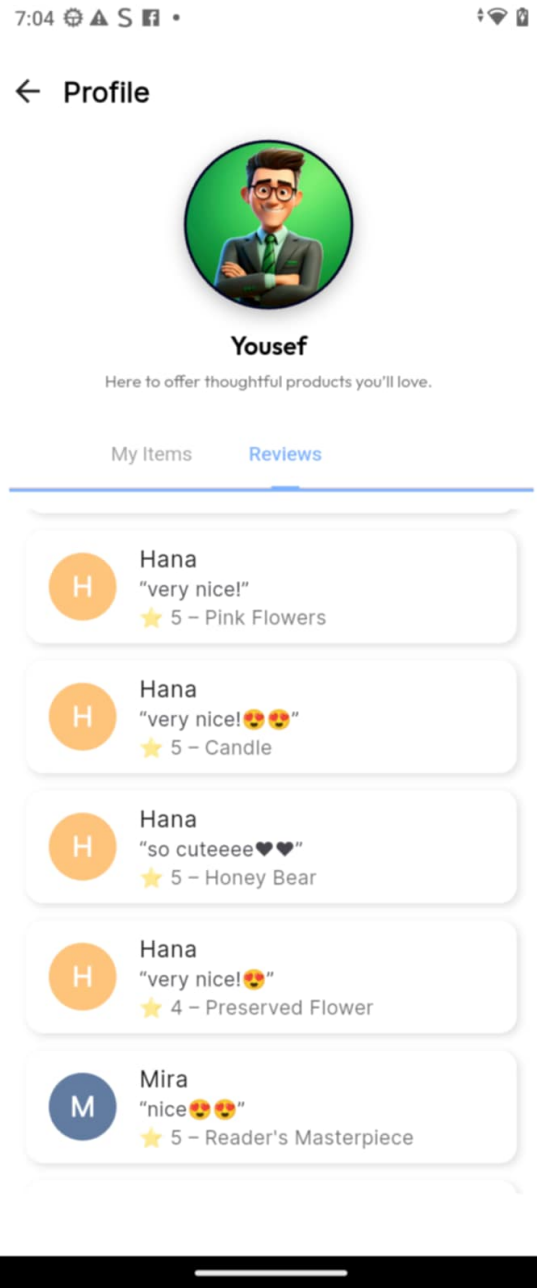 7:04
Profile
Yousef
Here to offer thoughtful products you'll love.
My Items Reviews
H
Hana
“very nice!”
⭐ 5 – Pink Flowers
H
Hana
“very nice!😍😍”
⭐ 5 – Candle
H
Hana
“so cuteeee♥♥”
⭐ 5 – Honey Bear
H
Hana
“very nice!😍”
⭐ 4 – Preserved Flower
M
Mira
“nice😍😍”
⭐ 5 – Reader's Masterpiece